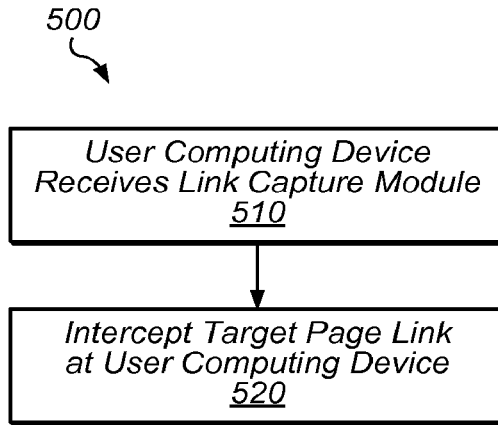 500
User Computing Device
Receives Link Capture Module
510
Intercept Target Page Link
at User Computing Device
520